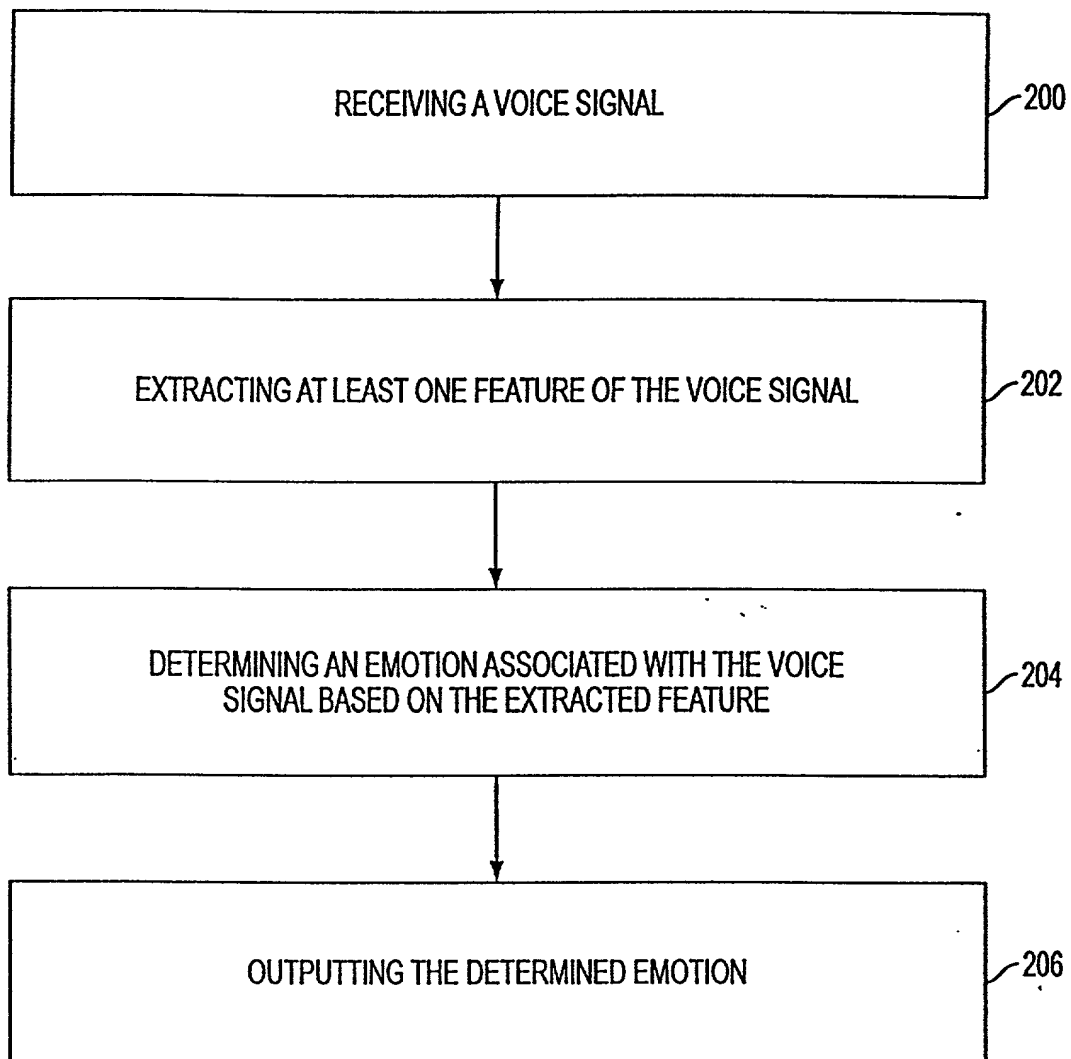 RECEIVING A VOICE SIGNAL
200
EXTRACTING AT LEAST ONE FEATURE OF THE VOICE SIGNAL
202
DETERMINING AN EMOTION ASSOCIATED WITH THE VOICE
SIGNAL BASED ON THE EXTRACTED FEATURE
204
OUTPUTTING THE DETERMINED EMOTION
206